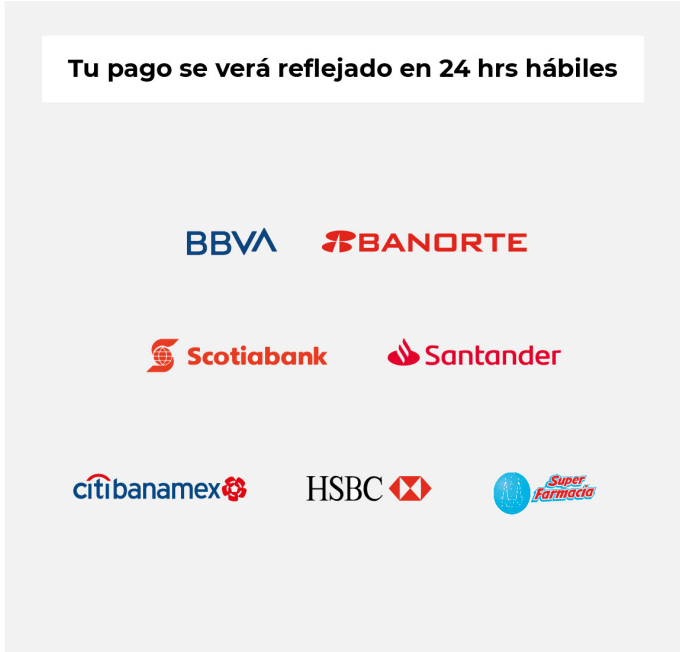 Tu pago se verá reflejado en 24 hrs hábiles
BBVA BANORTE
Scotiabank Santander
citibanamex HSBC Super
Farmacia